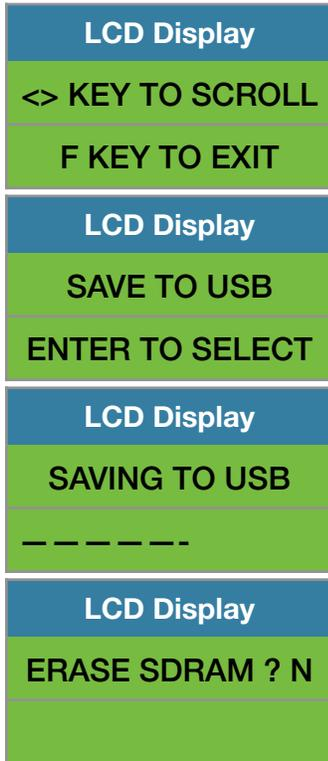 LCD Display
<> KEY TO SCROLL
F KEY TO EXIT
LCD Display
SAVE TO USB
ENTER TO SELECT
LCD Display
SAVING TO USB
— — — — — -
LCD Display
ERASE SDRAM ? N